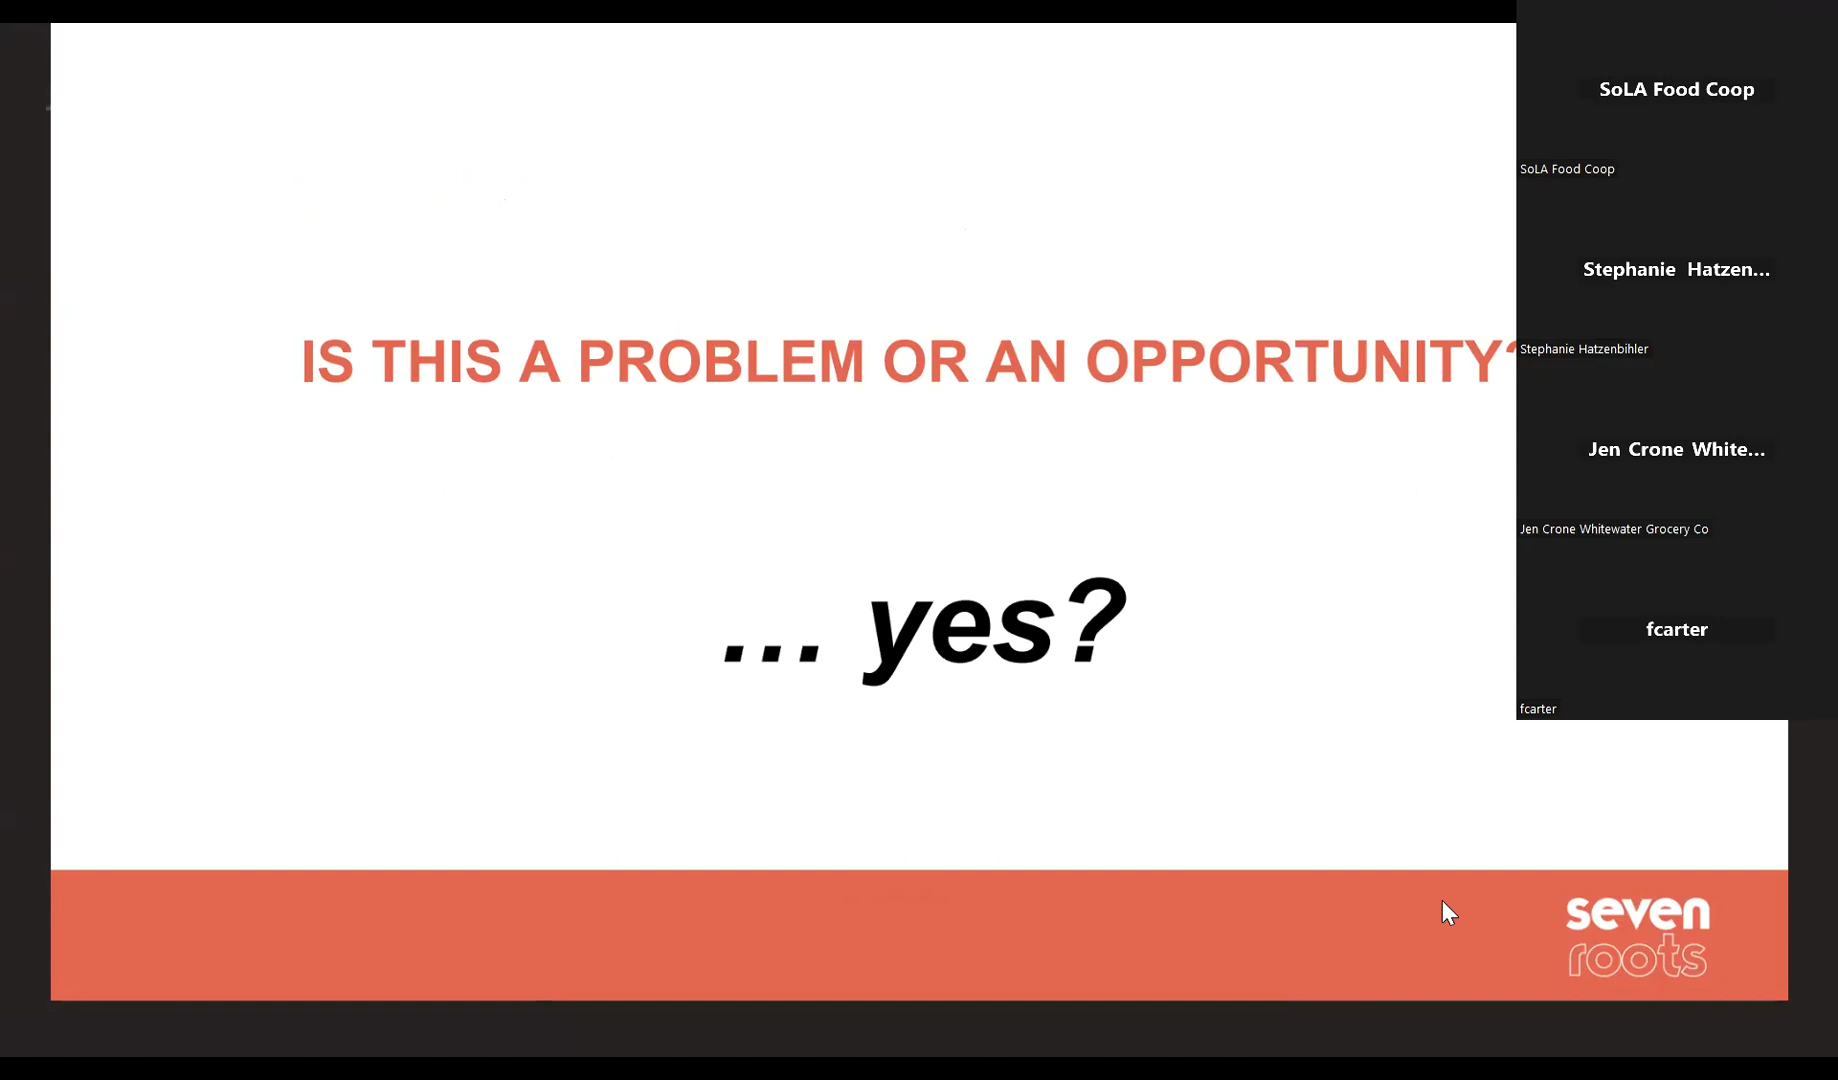 IS THIS A PROBLEM OR AN OPPORTUNITY?
... yes?
seven
roots
SoLA Food Coop
SoLA Food Coop
Stephanie Hatzen...
Stephanie Hatzenbihler
Jen Crone White...
Jen Crone Whitewater Grocery Co
fcarter
fcarter